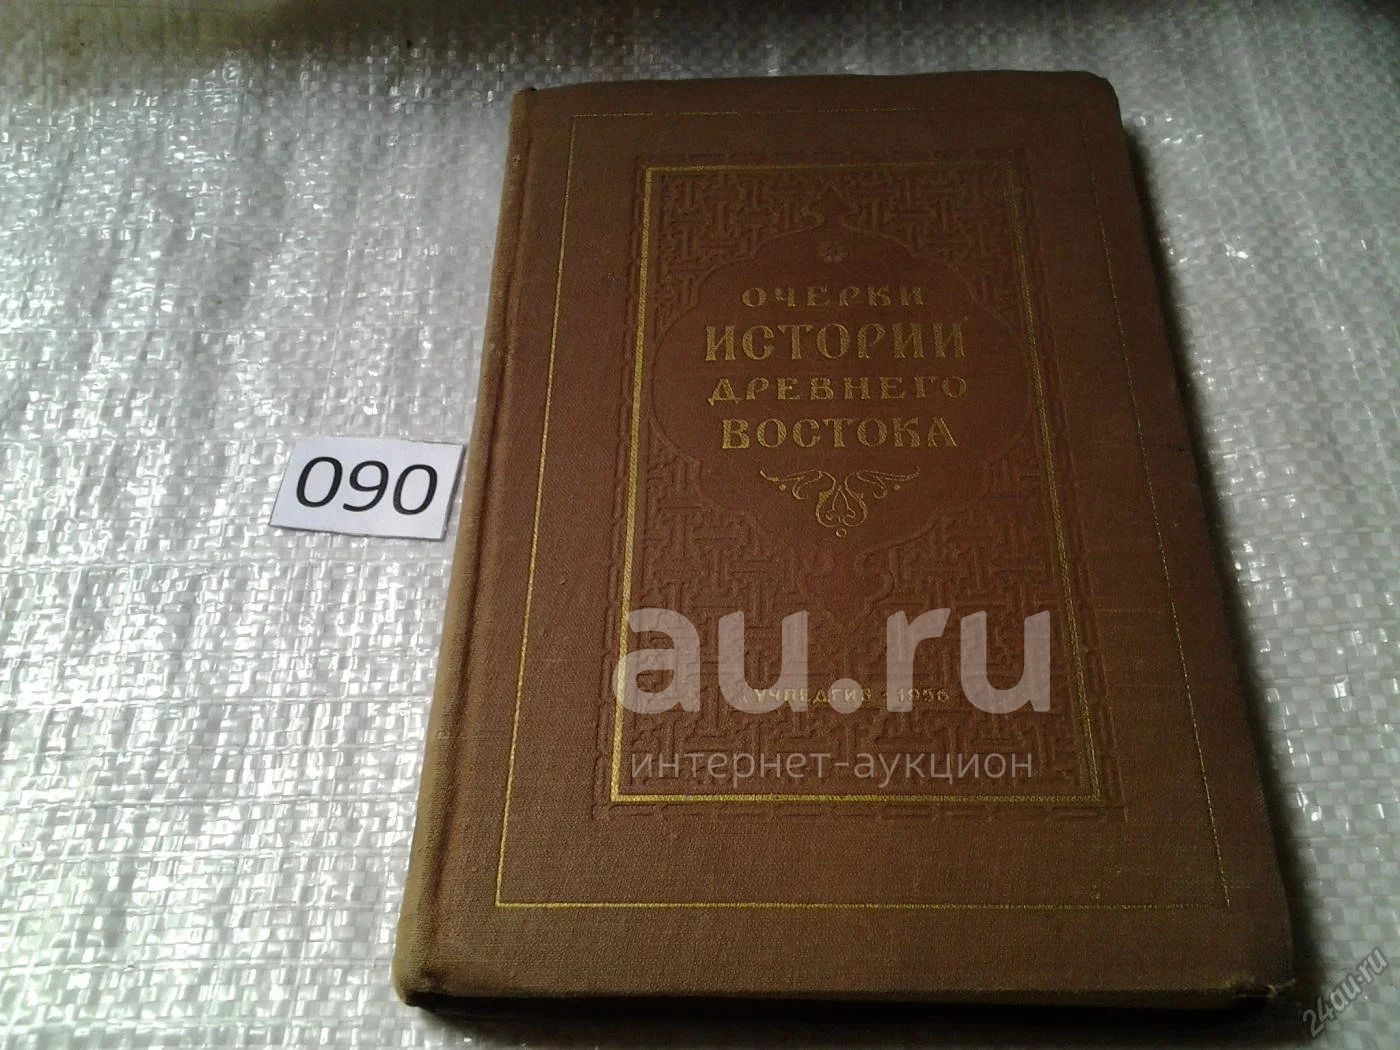 ОЧЕРКИ
ИСТОРИИ
ДРЕВНЕГО
ВОСТОКА
090
au.ru
УЧПЕДГИЗ - 1956
интернет-аукцион
24au.ru